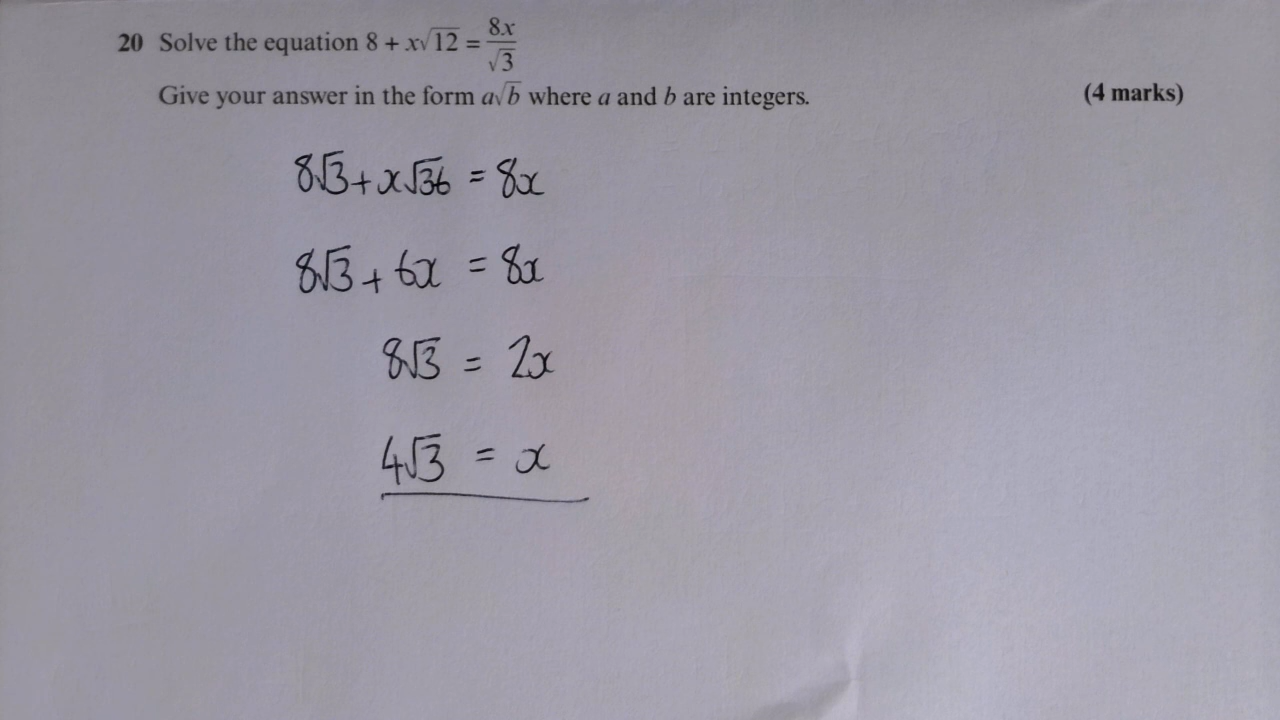 20 Solve the equation 8 + x√12 = 8x/√3
Give your answer in the form a√b where a and b are integers. (4 marks)
8√3 + x√36 = 8x
8√3 + 6x = 8x
8√3 = 2x
4√3 = x